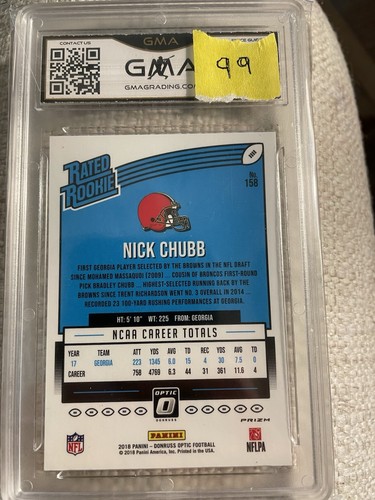 CONTACT US
GMA
GMA
GMAGRADING.CO
99
RATED
ROOKIE
No.
158
NICK CHUBB
FIRST GEORGIA PLAYER SELECTED BY THE BROWNS IN THE NFL DRAFT
SINCE MOHAMED MASSAQUOI (2009) ... COUSIN OF BRONCOS FIRST-ROUND
PICK BRADLEY CHUBB ... HIGHEST-SELECTED RUNNING BACK BY THE
BROWNS SINCE TRENT RICHARDSON WENT NO. 3 OVERALL IN 2014 ...
RECORDED 23 100-YARD RUSHING PERFORMANCES AT GEORGIA.
HT: 5' 10" WT: 225 FROM: GEORGIA
NCAA CAREER TOTALS
YEAR TEAM ATT YDS AVG TD REC YDS AVG TD
17 GEORGIA 223 1345 6.0 15 4 30 7.5 0
CAREER 758 4769 6.3 44 31 361 11.6 4
OPTIC
DONRUSS
PRIZM
NFL
PANINI
NFLPA
2018 PANINI - DONRUSS OPTIC FOOTBALL
© 2018 Panini America, Inc. Printed in the USA.